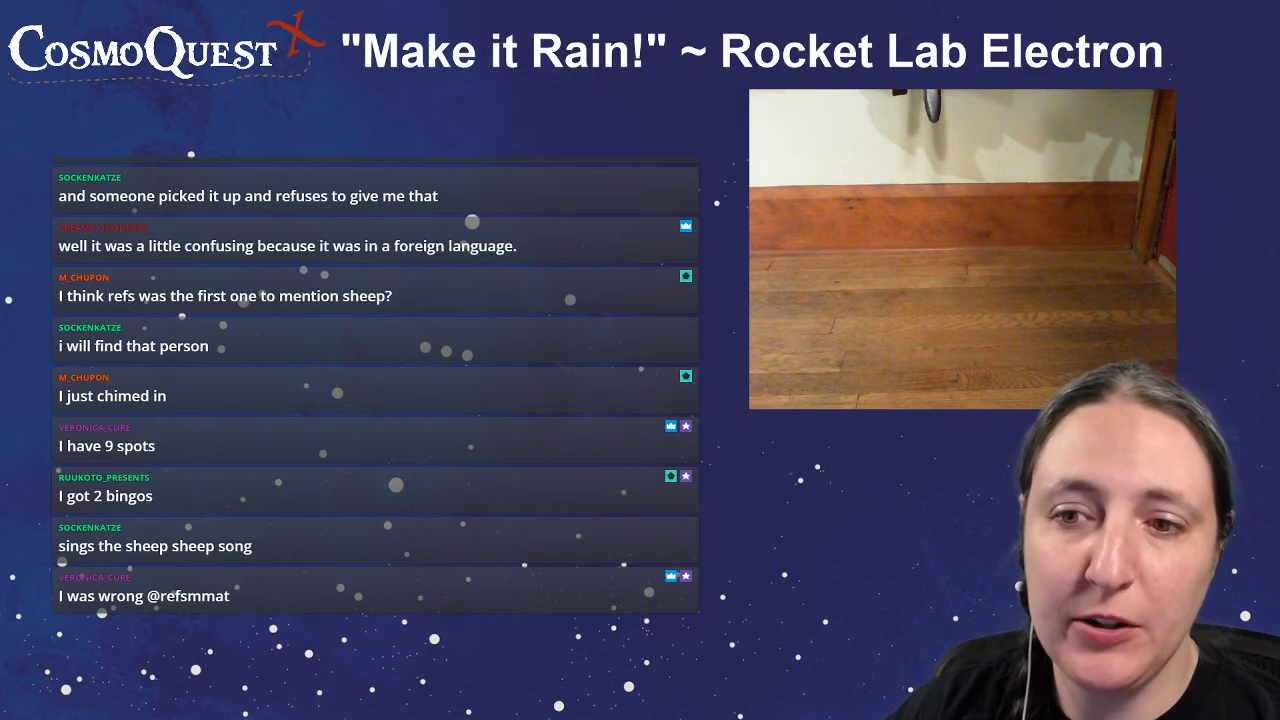 CosmoQuest X
"Make it Rain!" ~ Rocket Lab Electron
SOCKENKATZE
and someone picked it up and refuses to give me that
well it was a little confusing because it was in a foreign language.
M_CHUPON
I think refs was the first one to mention sheep?
SOCKENKATZE
i will find that person
M_CHUPON
I just chimed in
VERONICA_CURE
I have 9 spots
RUUKOTO_PRESENTS
I got 2 bingos
SOCKENKATZE
sings the sheep sheep song
VERONICA_CURE
I was wrong @refsmmat